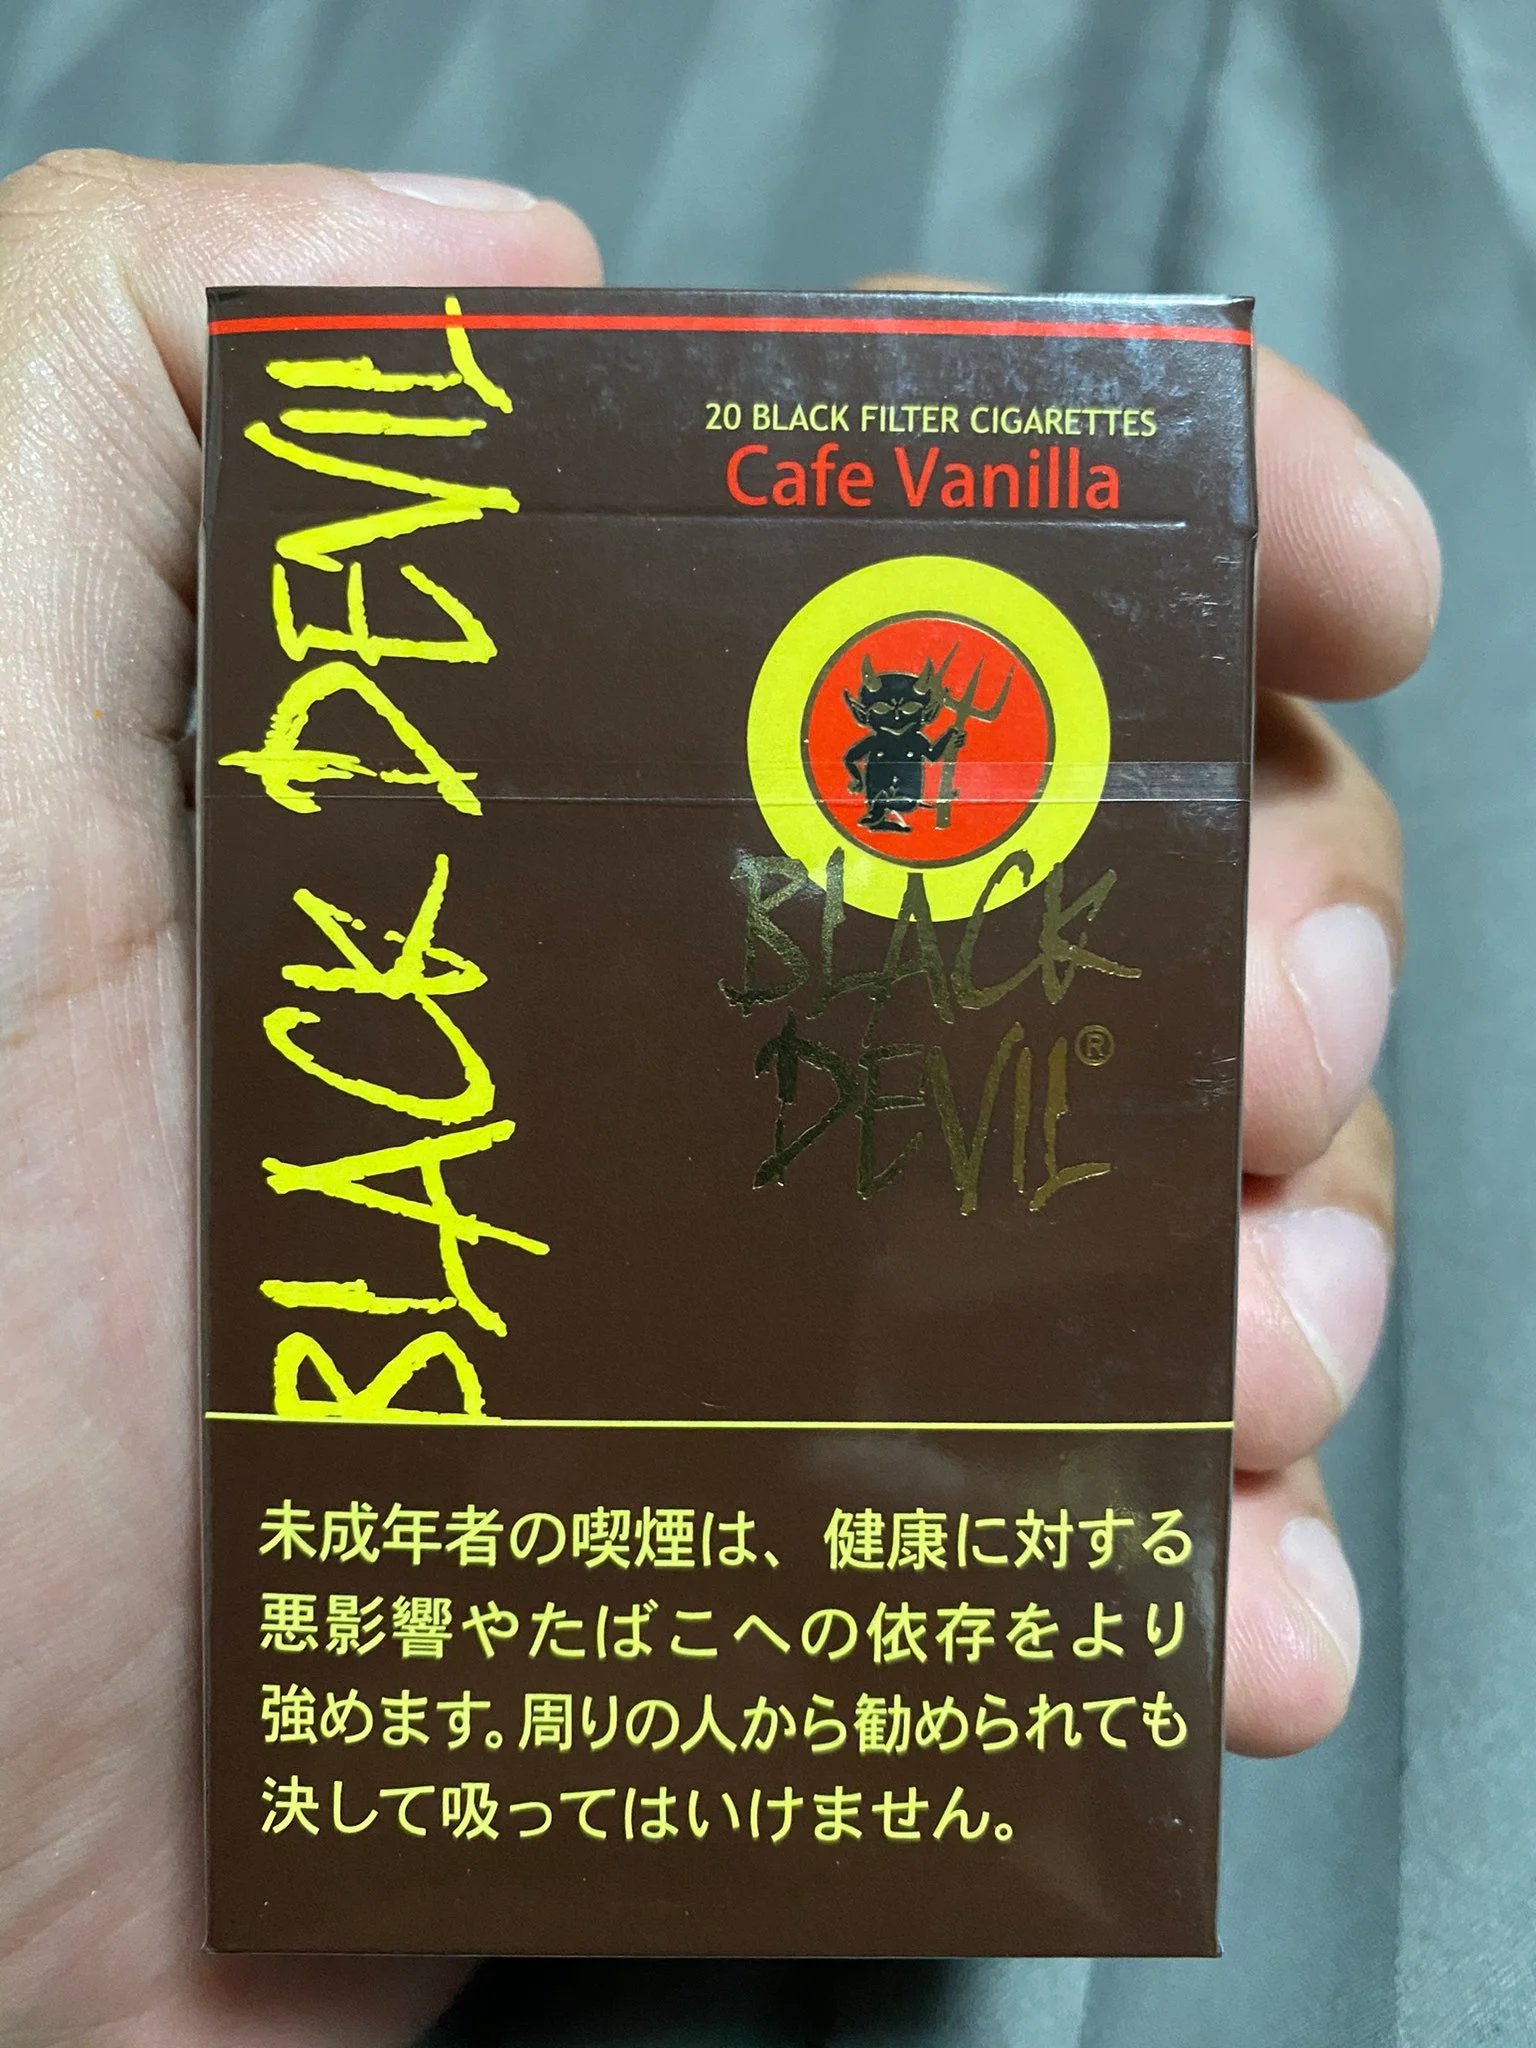 BLACK DEVIL
20 BLACK FILTER CIGARETTES
Cafe Vanilla
BLACK
DEVIL®
未成年者の喫煙は、健康に対する
悪影響やたばこへの依存をより
強めます。周りの人から勧められても
決して吸ってはいけません。